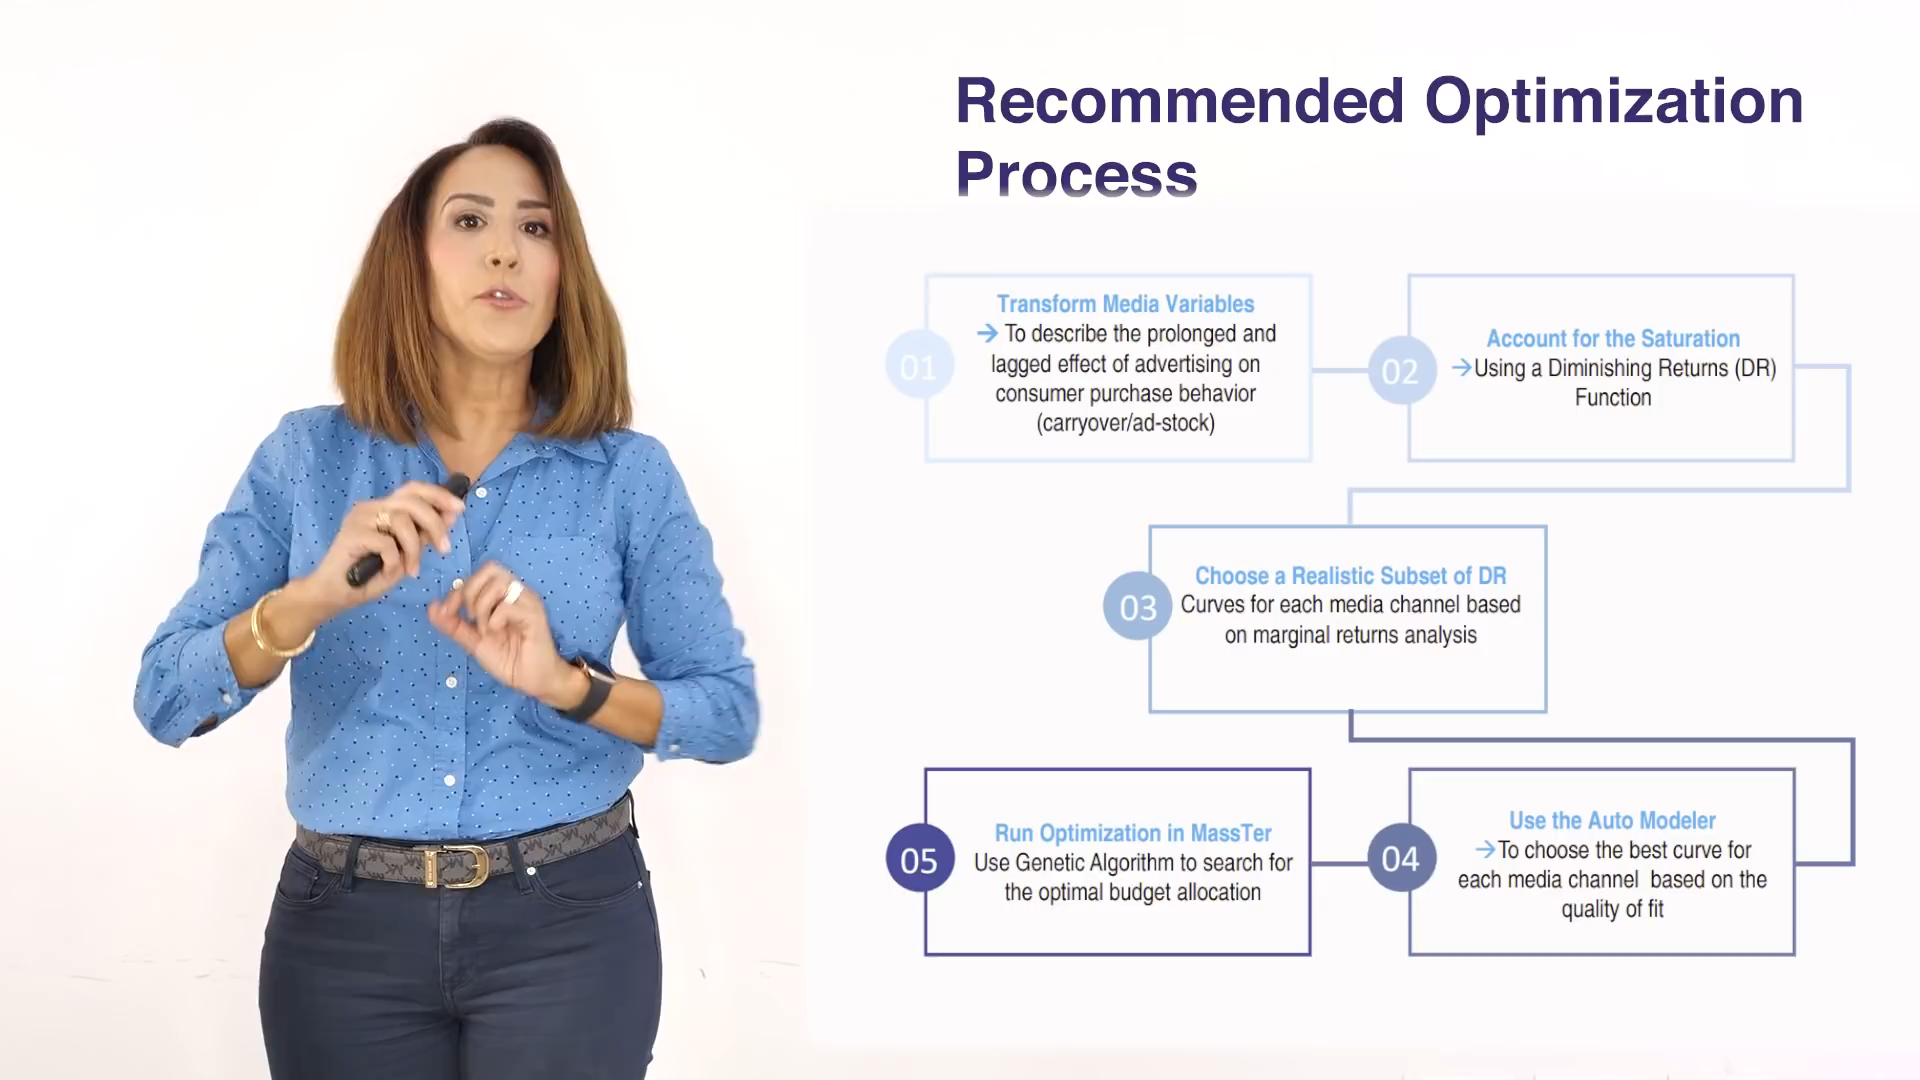 Recommended Optimization
Process
01
Transform Media Variables
→ To describe the prolonged and
lagged effect of advertising on
consumer purchase behavior
(carryover/ad-stock)
02
Account for the Saturation
→Using a Diminishing Returns (DR)
Function
03
Choose a Realistic Subset of DR
Curves for each media channel based
on marginal returns analysis
04
Use the Auto Modeler
→To choose the best curve for
each media channel based on the
quality of fit
05
Run Optimization in MassTer
Use Genetic Algorithm to search for
the optimal budget allocation